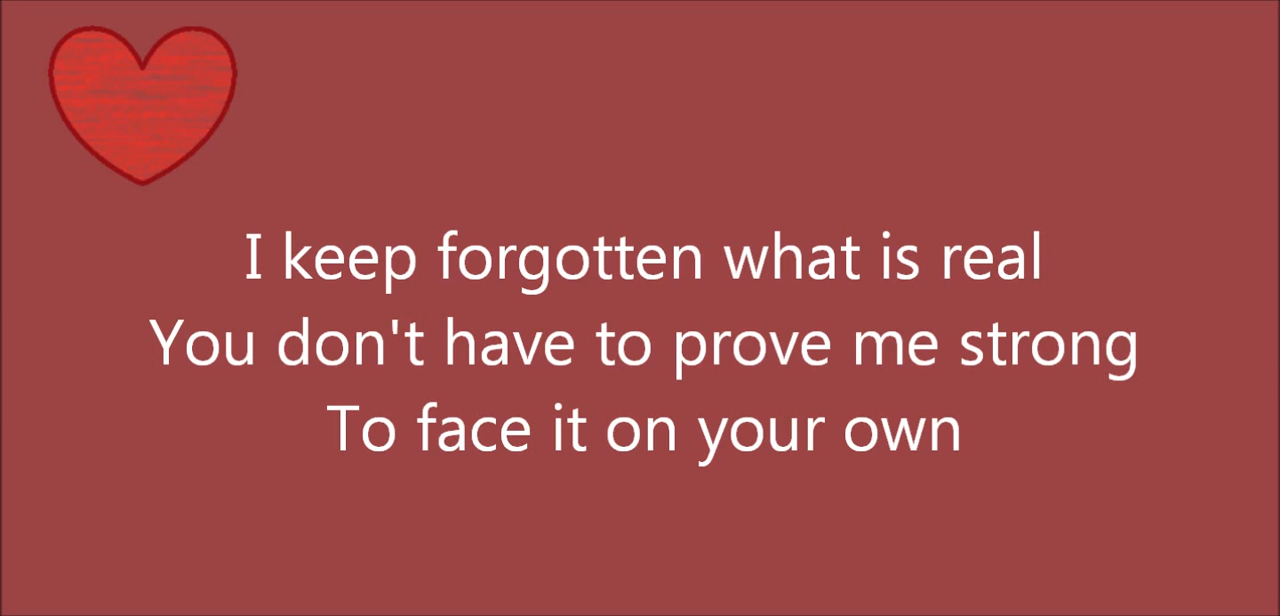 I keep forgotten what is real
You don't have to prove me strong
To face it on your own